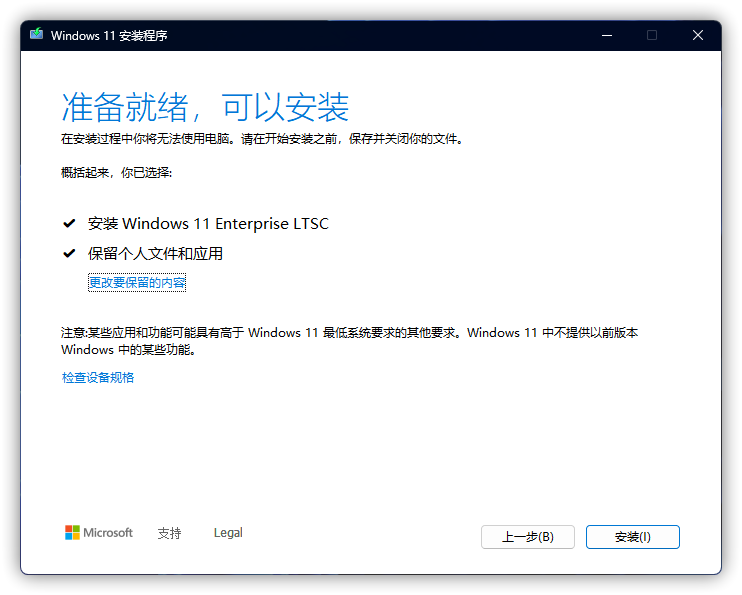 Windows 11 安装程序
准备就绪，可以安装
在安装过程中你将无法使用电脑。请在开始安装之前，保存并关闭你的文件。
概括起来，你已选择:
安装 Windows 11 Enterprise LTSC
保留个人文件和应用
更改要保留的内容
注意:某些应用和功能可能具有高于 Windows 11 最低系统要求的其他要求。Windows 11 中不提供以前版本
Windows 中的某些功能。
检查设备规格
Microsoft 支持 Legal 上一步(B) 安装(I)